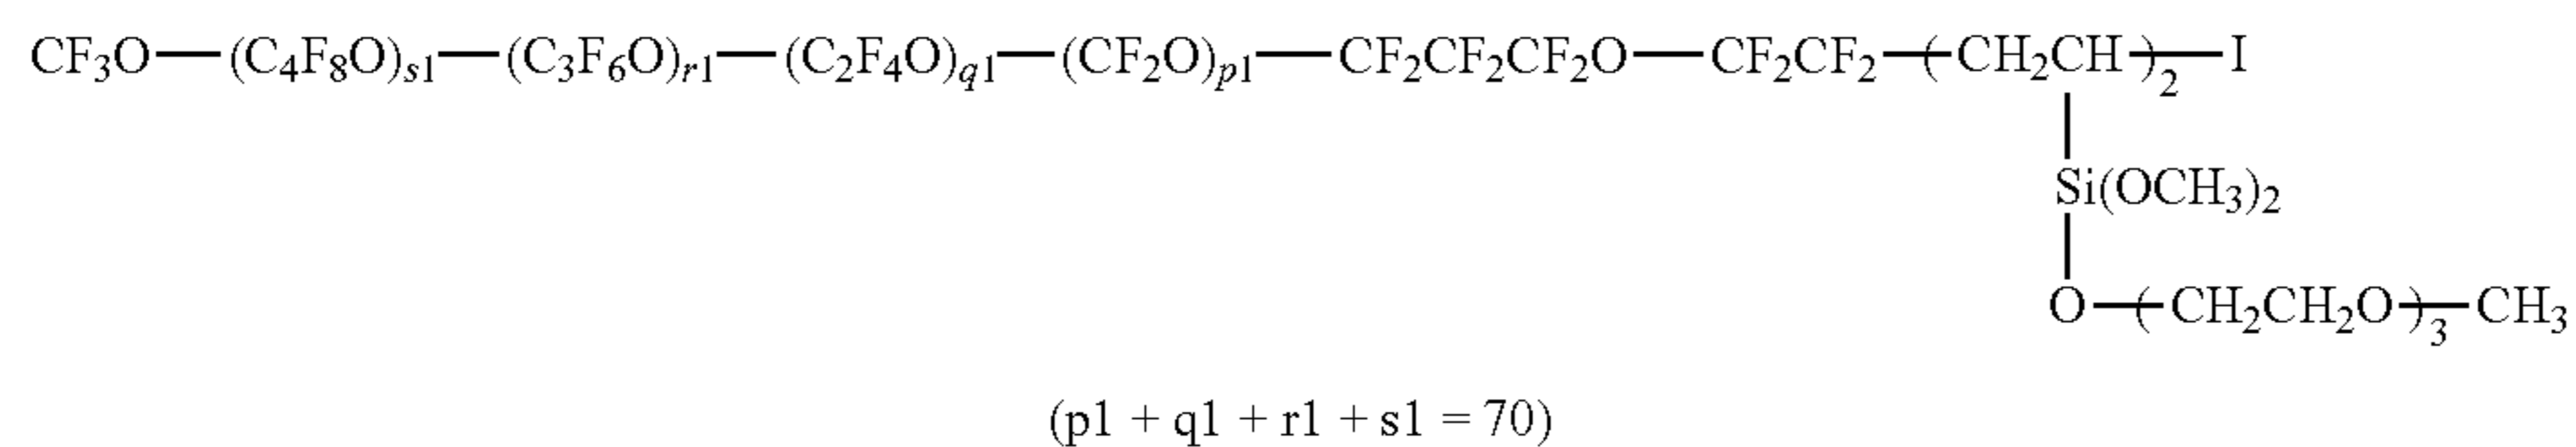 CF₃O—(C₄F₈O)ₛ₁—(C₃F₆O)ᵣ₁—(C₂F₄O)q1—(CF₂O)ₚ₁—CF₂CF₂CF₂O—CF₂CF₂—(CH₂CH)₂—I
Si(OCH₃)₂
O—(CH₂CH₂O)₃—CH₃
(p1 + q1 + r1 + s1 = 70)